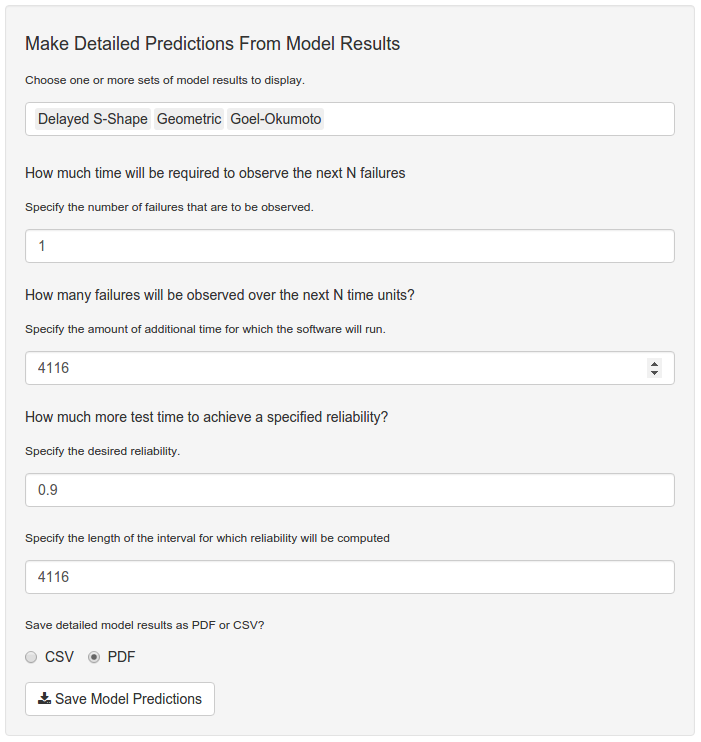 Make Detailed Predictions From Model Results
Choose one or more sets of model results to display.
Delayed S-Shape Geometric Goel-Okumoto
How much time will be required to observe the next N failures
Specify the number of failures that are to be observed.
1
How many failures will be observed over the next N time units?
Specify the amount of additional time for which the software will run.
4116
How much more test time to achieve a specified reliability?
Specify the desired reliability.
0.9
Specify the length of the interval for which reliability will be computed
4116
Save detailed model results as PDF or CSV?
CSV PDF
Save Model Predictions